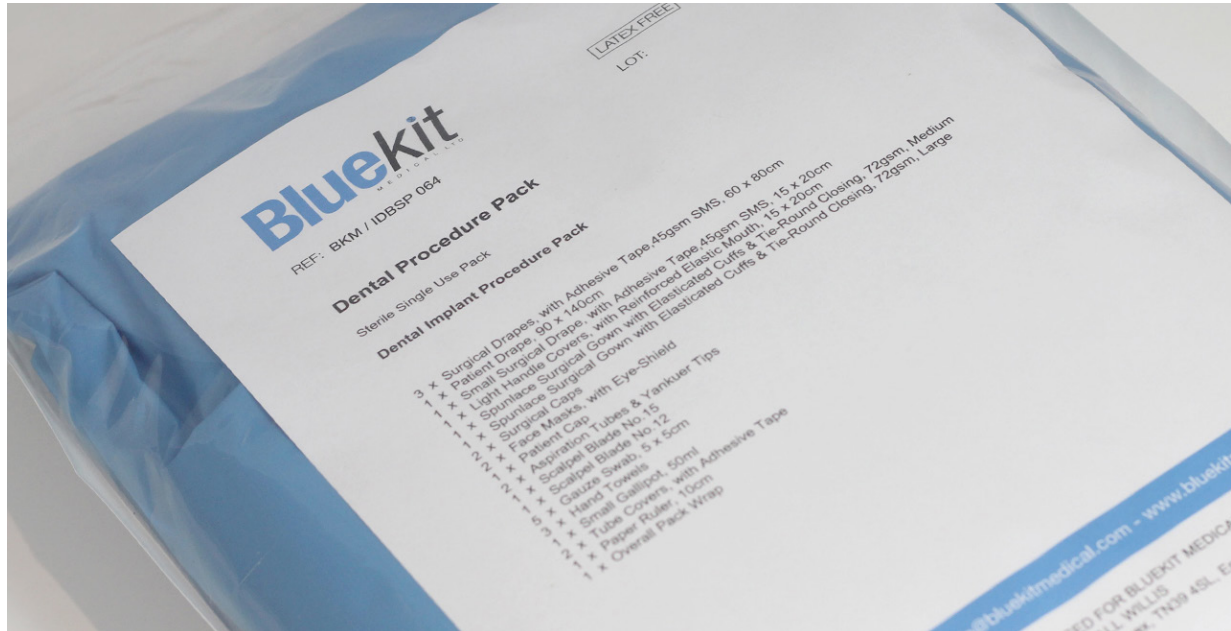 LATEX FREE
LOT:
Bluekit
MEDICAL LTD
REF: BKM / IDBSP 064
Dental Procedure Pack
Sterile Single Use Pack
Dental Implant Procedure Pack
3 x Surgical Drapes, with Adhesive Tape,45gsm SMS, 60 x 80cm
1 x Patient Drape, 90 x 140cm
1 x Small Surgical Drape, with Adhesive Tape,45gsm SMS, 15 x 20cm
1 x Light Handle Covers, with Reinforced Elastic Mouth, 15 x 20cm
1 x Spunlace Surgical Gown with Elasticated Cuffs & Tie-Round Closing, 72gsm, Medium
1 x Spunlace Surgical Gown with Elasticated Cuffs & Tie-Round Closing, 72gsm, Large
2 x Surgical Caps
2 x Face Masks, with Eye-Shield
1 x Patient Cap
2 x Aspiration Tubes & Yankuer Tips
1 x Scalpel Blade No.15
1 x Scalpel Blade No.12
5 x Gauze Swab, 5 x 5cm
3 x Hand Towels
1 x Small Gallipot, 50ml
2 x Tube Covers, with Adhesive Tape
1 x Paper Ruler, 10cm
1 x Overall Pack Wrap
@bluekitmedical.com - www.bluekit
FOR BLUEKIT MEDICA
WILLIS
TN39 4SL,